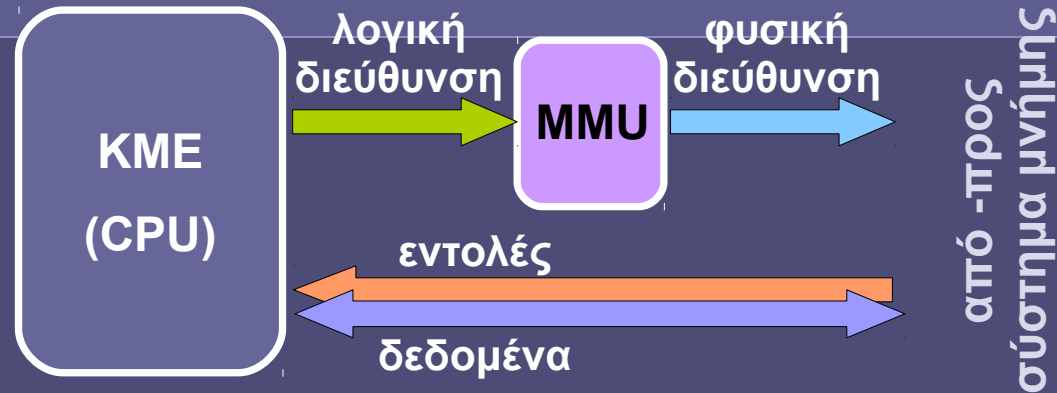 λογική
διεύθυνση
φυσική
διεύθυνση
ΚΜΕ
(CPU)
MMU
εντολές
δεδομένα
από -προς
σύστημα μνήμης